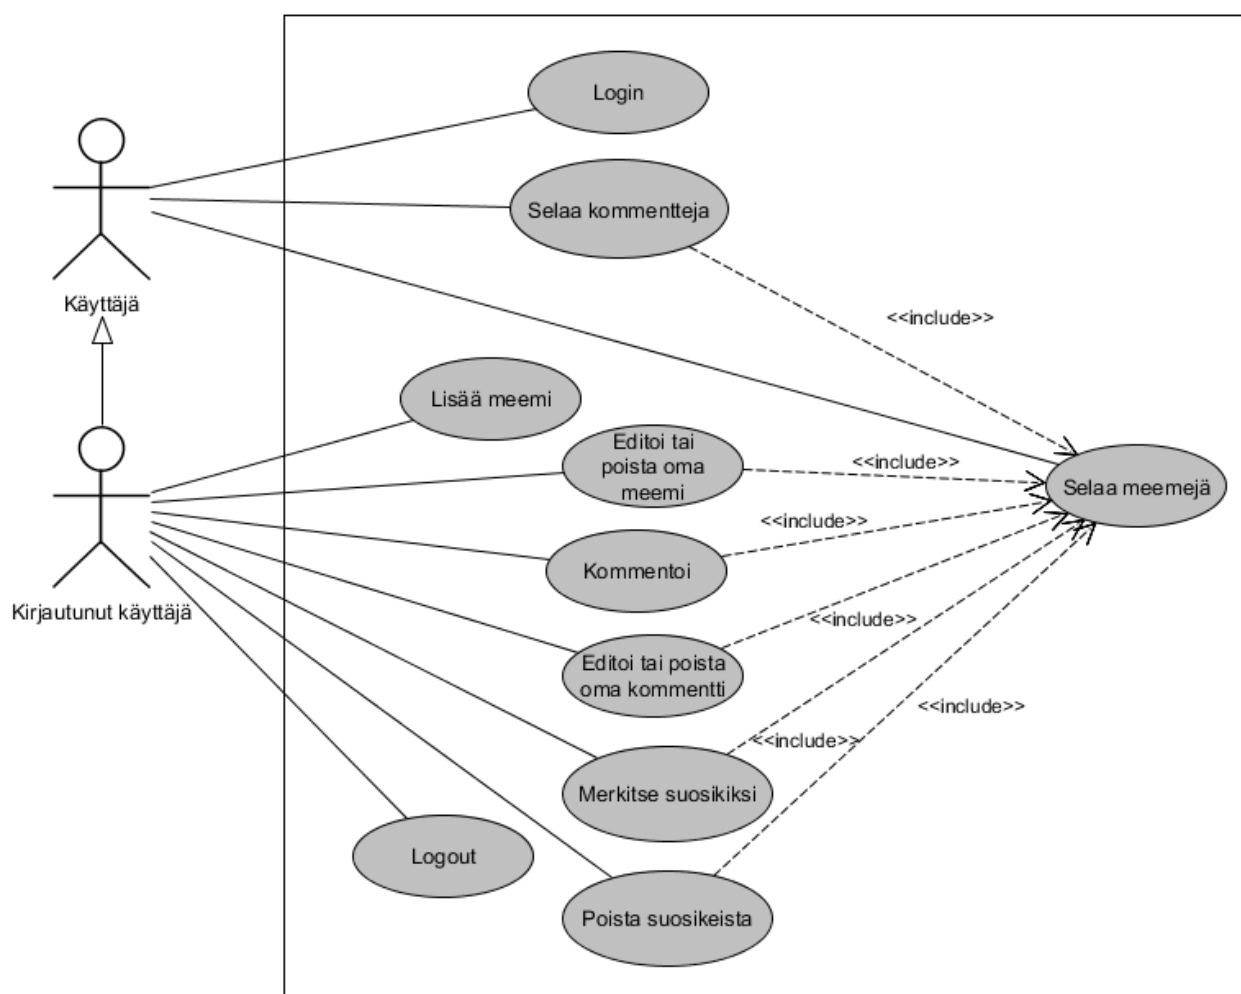 Login
Selaa kommentteja
Käyttäjä
<<include>>
Lisää meemi
Editoi tai
poista oma
meemi
<<include>>
Selaa meemejä
<<include>>
Kommentoi
Kirjautunut käyttäjä
<<include>>
Editoi tai poista
oma kommentti
<<include>>
<<include>>
Merkitse suosikiksi
Logout
Poista suosikeista